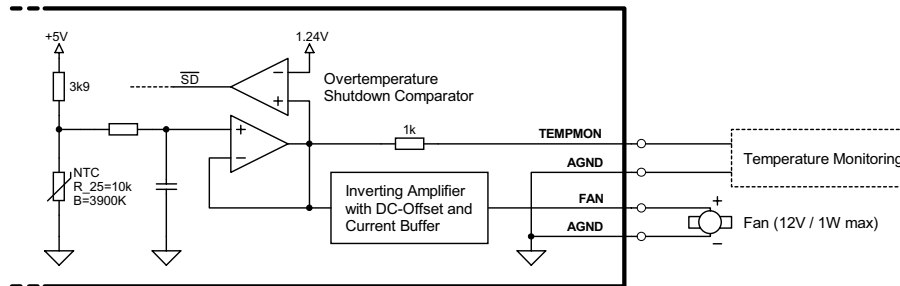 +5V
1.24V
SD
Overtemperature
Shutdown Comparator
3k9
−
+
+
−
1k
TEMPMON
AGND
Temperature Monitoring
NTC
R_25=10k
B=3900K
Inverting Amplifier
with DC-Offset and
Current Buffer
FAN
AGND
+
−
Fan (12V / 1W max)